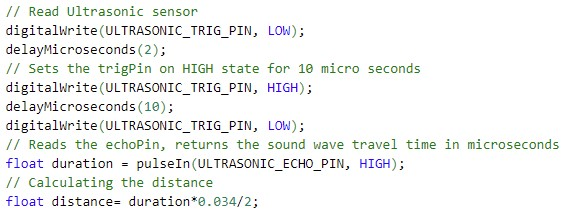 // Read Ultrasonic sensor
digitalWrite(ULTRASONIC_TRIG_PIN, LOW);
delayMicroseconds(2);
// Sets the trigPin on HIGH state for 10 micro seconds
digitalWrite(ULTRASONIC_TRIG_PIN, HIGH);
delayMicroseconds(10);
digitalWrite(ULTRASONIC_TRIG_PIN, LOW);
// Reads the echoPin, returns the sound wave travel time in microseconds
float duration = pulseIn(ULTRASONIC_ECHO_PIN, HIGH);
// Calculating the distance
float distance= duration*0.034/2;